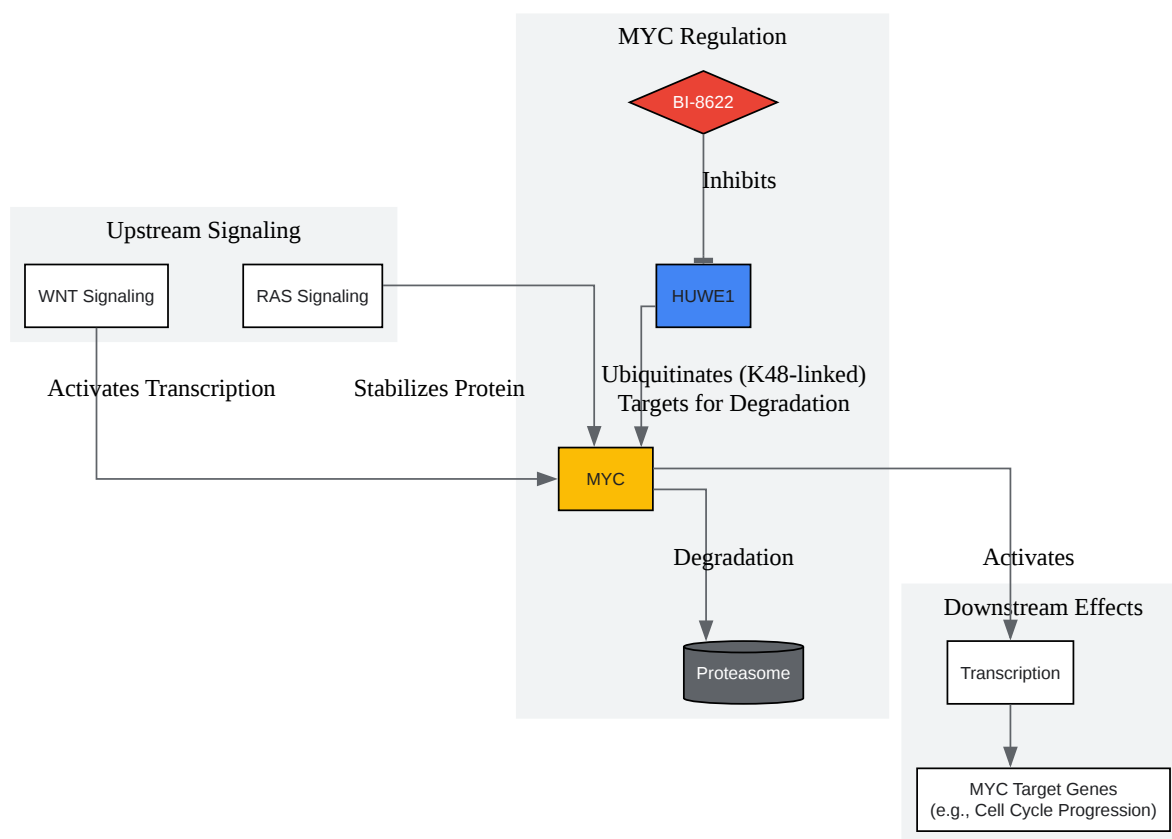 MYC Regulation
BI-8622
Inhibits
Upstream Signaling
WNT Signaling
RAS Signaling
HUWE1
Activates Transcription
Stabilizes Protein
Ubiquitinates (K48-linked)
Targets for Degradation
MYC
Degradation
Activates
Downstream Effects
Proteasome
Transcription
MYC Target Genes
(e.g., Cell Cycle Progression)